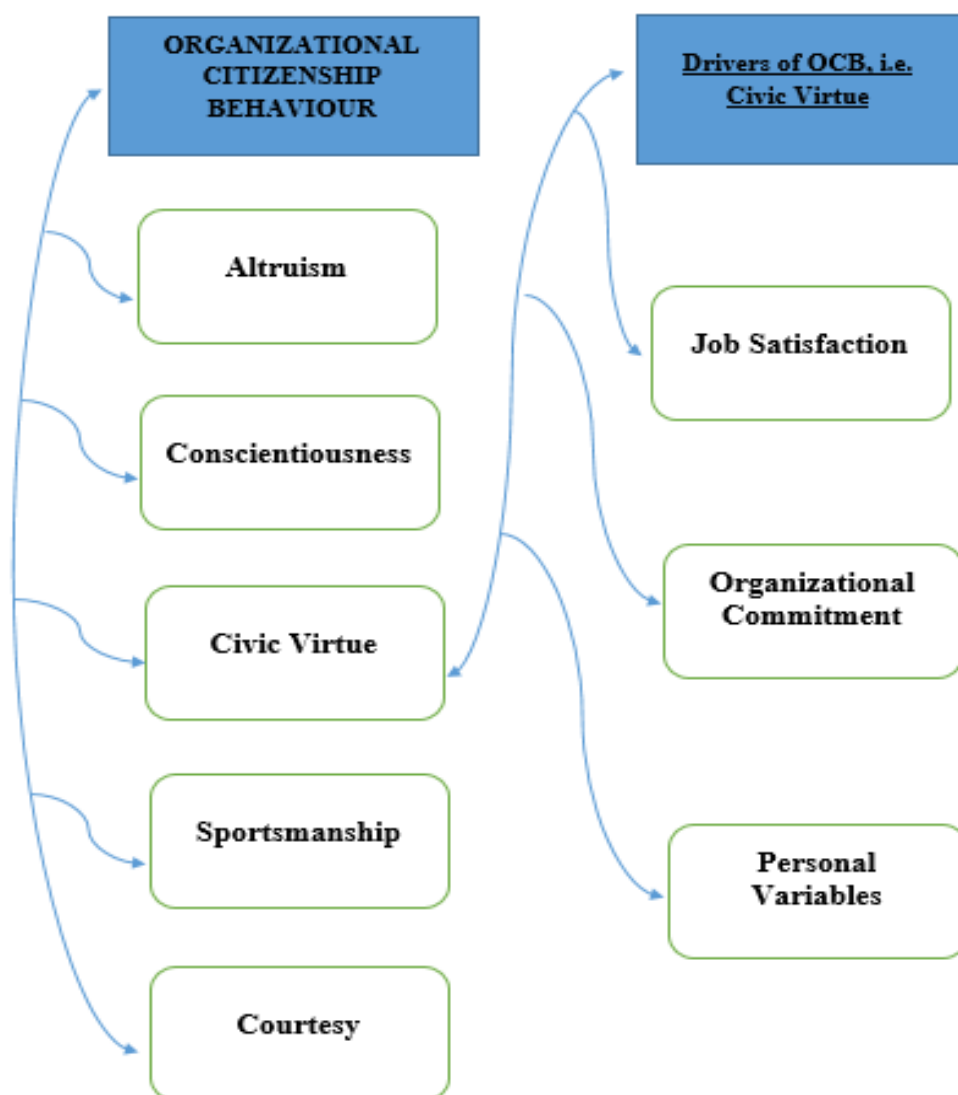 ORGANIZATIONAL
CITIZENSHIP
BEHAVIOUR
Altruism
Conscientiousness
Civic Virtue
Sportsmanship
Courtesy
Drivers of OCB, i.e.
Civic Virtue
Job Satisfaction
Organizational
Commitment
Personal
Variables